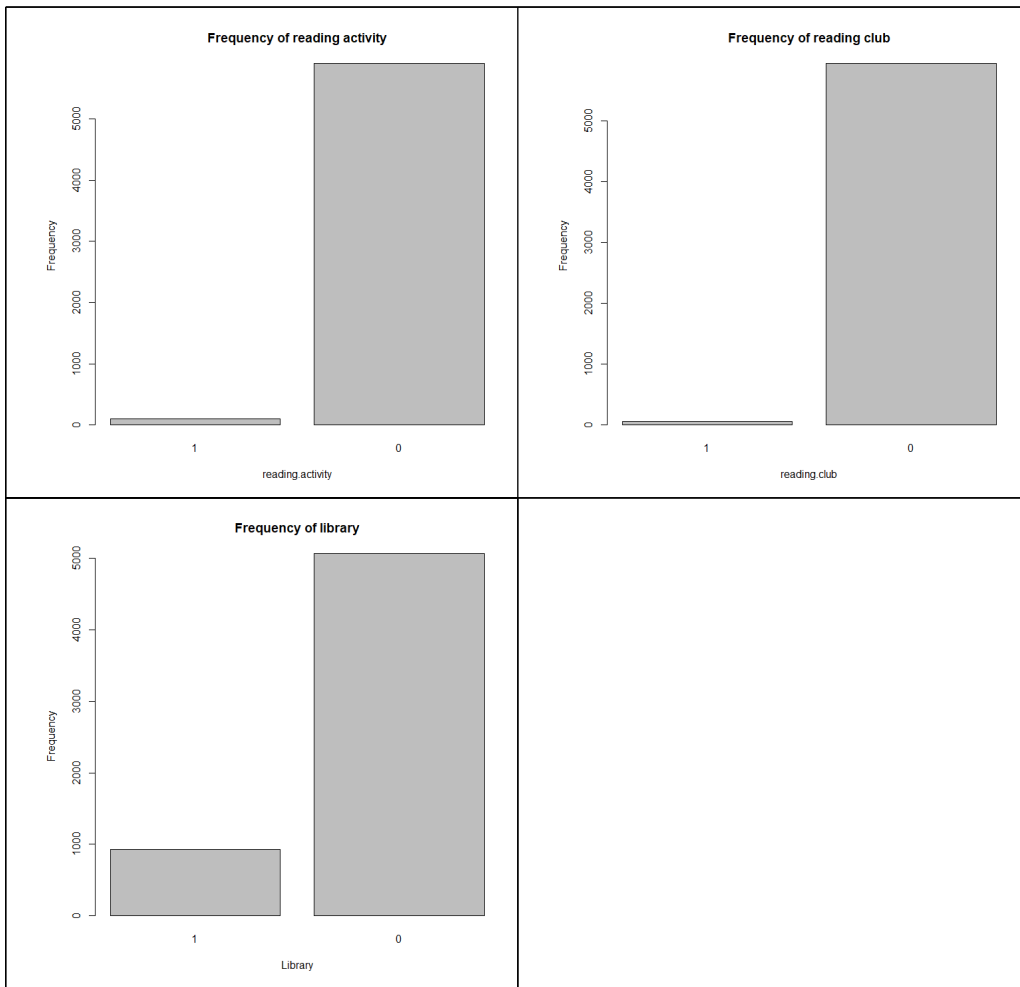 Frequency of reading activity
5000
4000
3000
2000
1000
0
Frequency
1 0
reading.activity
Frequency of reading club
5000
4000
3000
2000
1000
0
Frequency
1 0
reading.club
Frequency of library
5000
4000
3000
2000
1000
0
Frequency
1 0
Library